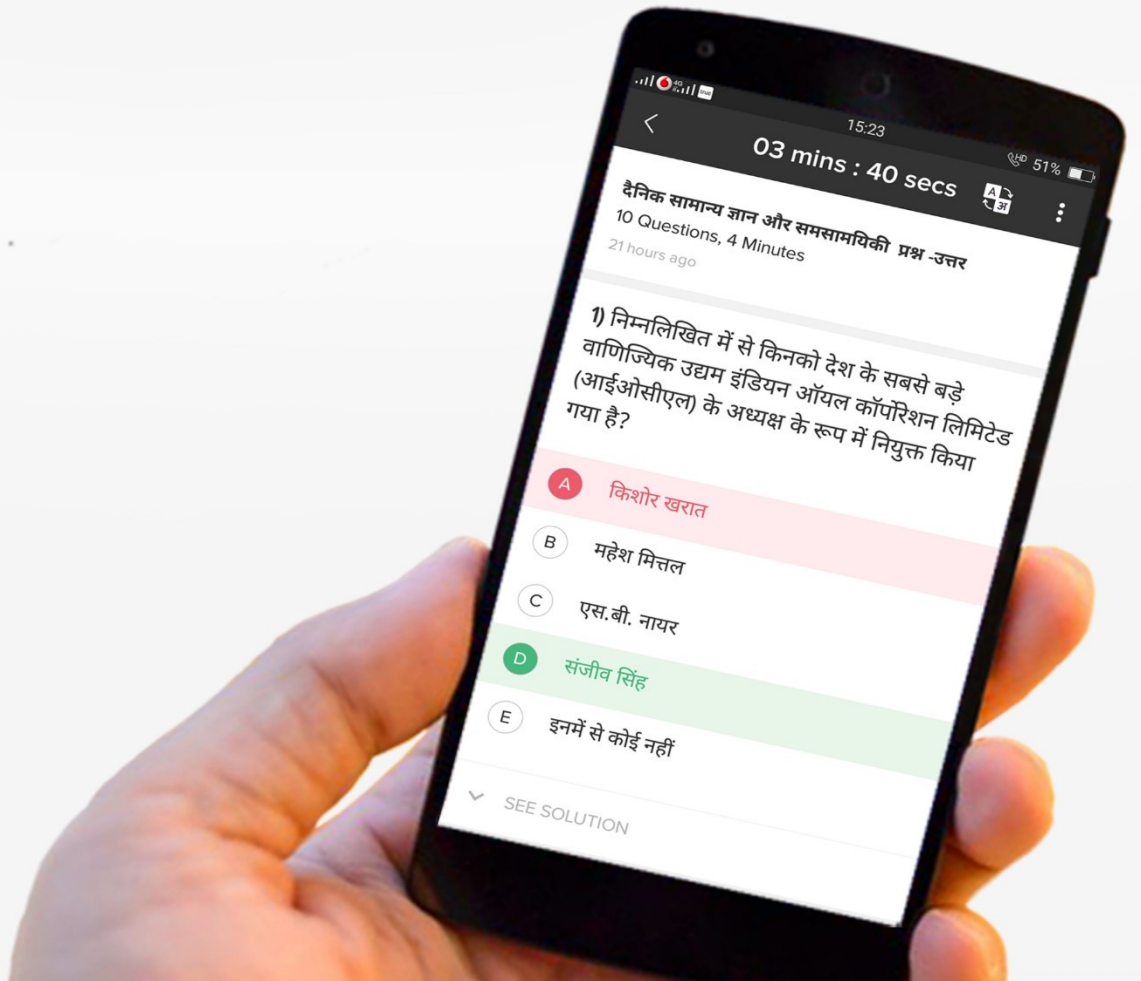 15:23
4G
HD 51%
03 mins : 40 secs
A अ
दैनिक सामान्य ज्ञान और समसामयिकी प्रश्न -उत्तर
10 Questions, 4 Minutes
21 hours ago
1) निम्नलिखित में से किनको देश के सबसे बड़े
वाणिज्यिक उद्यम इंडियन ऑयल कॉर्पोरेशन लिमिटेड
(आईओसीएल) के अध्यक्ष के रूप में नियुक्त किया
गया है?
A किशोर खरात
B महेश मित्तल
C एस.बी. नायर
D संजीव सिंह
E इनमें से कोई नहीं
SEE SOLUTION